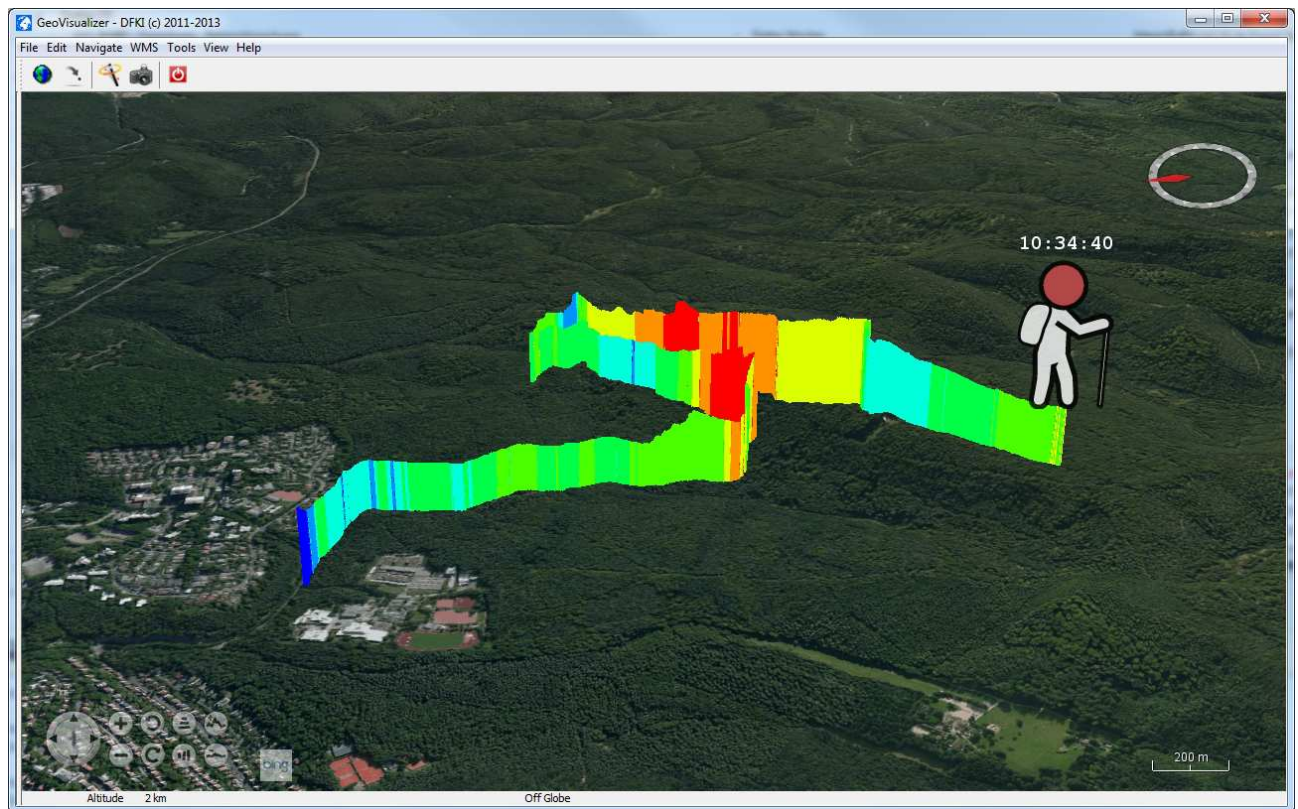 GeoVisualizer - DFKI (c) 2011-2013
File Edit Navigate WMS Tools View Help
10:34:40
bing
200 m
Altitude 2 km Off Globe